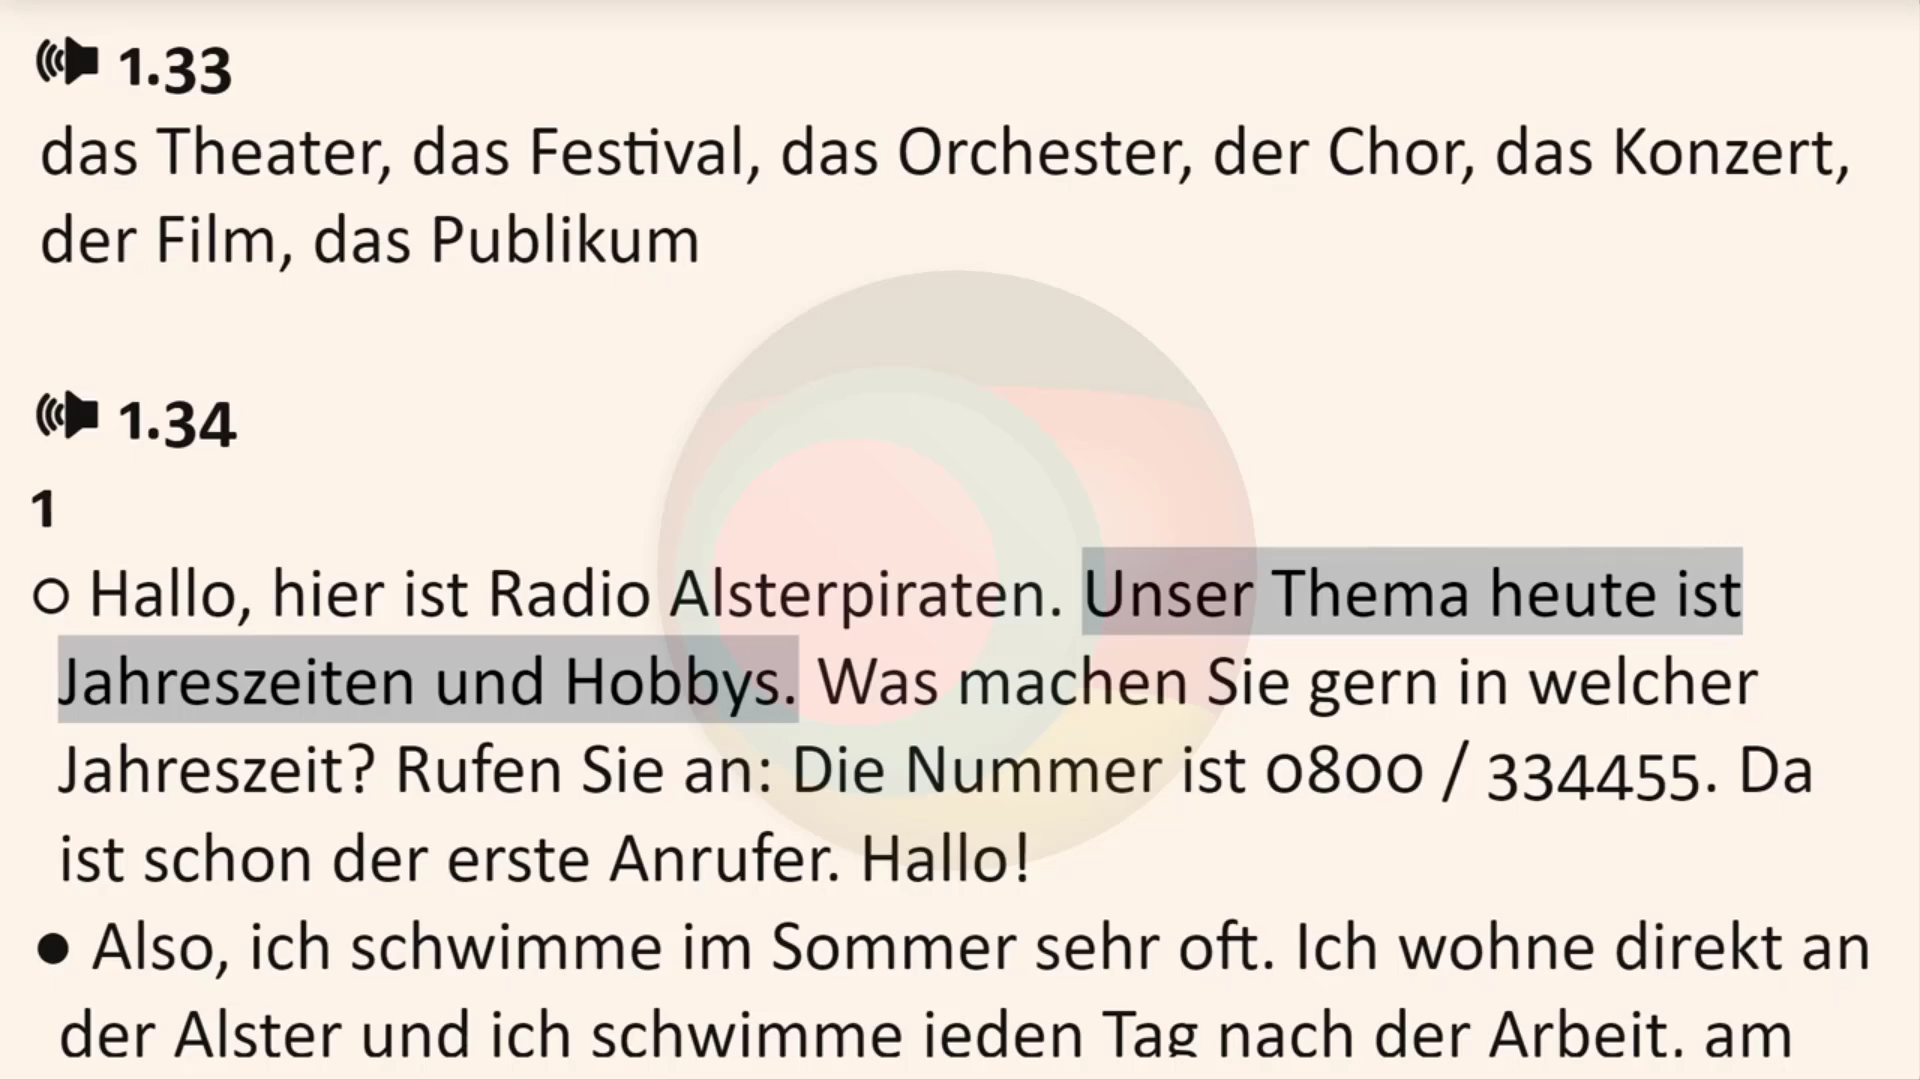 1.33
das Theater, das Festival, das Orchester, der Chor, das Konzert,
der Film, das Publikum
1.34
1
○ Hallo, hier ist Radio Alsterpiraten. Unser Thema heute ist
Jahreszeiten und Hobbys. Was machen Sie gern in welcher
Jahreszeit? Rufen Sie an: Die Nummer ist 0800 / 334455. Da
ist schon der erste Anrufer. Hallo!
● Also, ich schwimme im Sommer sehr oft. Ich wohne direkt an
der Alster und ich schwimme jeden Tag nach der Arbeit. am